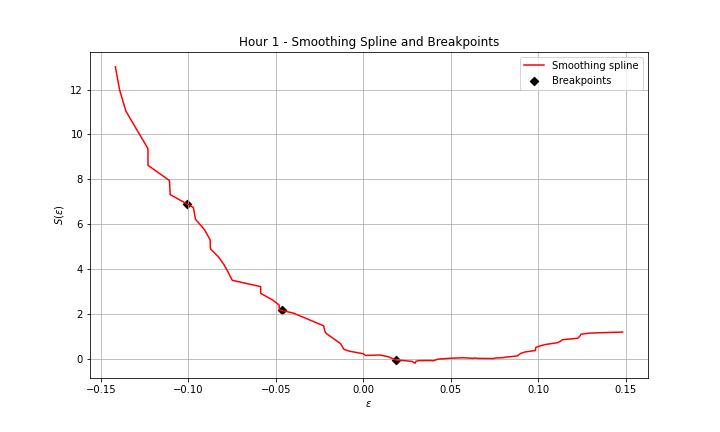 Hour 1 - Smoothing Spline and Breakpoints
Smoothing spline
Breakpoints
12
10
8
6
4
2
0
S(ε)
−0.15 −0.10 −0.05 0.00 0.05 0.10 0.15
ε